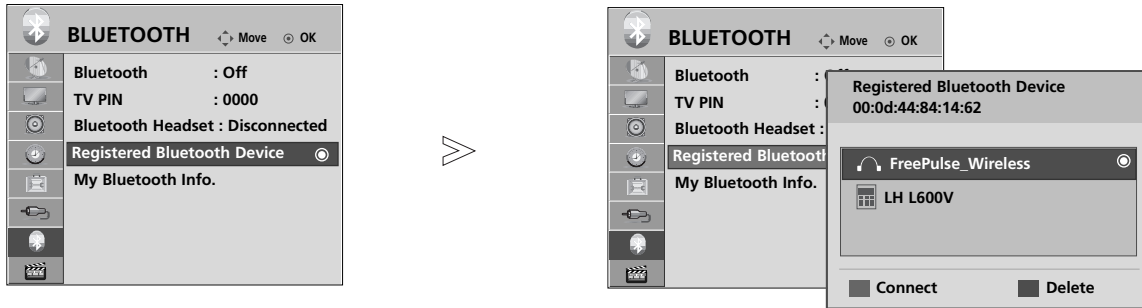 BLUETOOTH Move OK
Bluetooth : Off
TV PIN : 0000
Bluetooth Headset : Disconnected
Registered Bluetooth Device
My Bluetooth Info.
BLUETOOTH Move OK
Bluetooth :
TV PIN :
Bluetooth Headset :
Registered Bluetooth
My Bluetooth Info.
Registered Bluetooth Device
00:0d:44:84:14:62
FreePulse_Wireless
LH L600V
Connect Delete